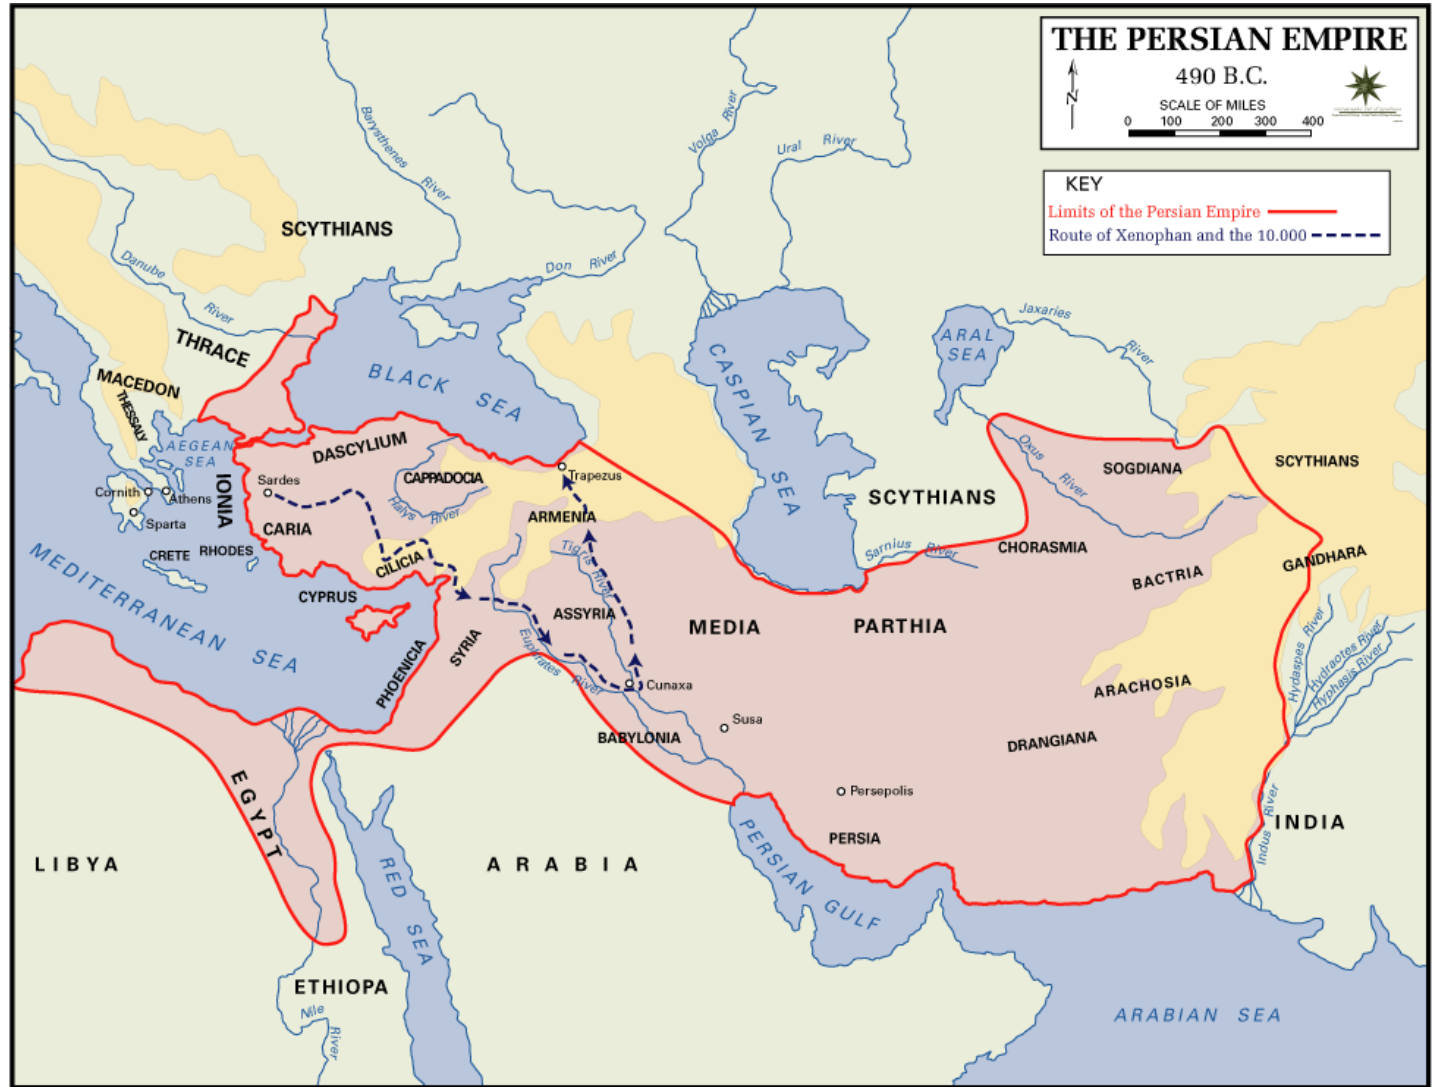 THE PERSIAN EMPIRE
490 B.C.
N
SCALE OF MILES
0 100 200 300 400
KEY
Limits of the Persian Empire
Route of Xenophan and the 10.000
Barysthenes River
Volga River
Ural River
SCYTHIANS
Danube River
Don River
THRACE
MACEDON
THESSALY
BLACK SEA
CASPIAN SEA
ARAL SEA
Jaxaries River
AEGEAN SEA
DASCYLIUM
Sardes
CAPPADOCIA
Halys River
Trapezus
Oxus River
SOGDIANA
SCYTHIANS
Cornith
Athens
Sparta
IONIA
CARIA
ARMENIA
SCYTHIANS
Sarnius River
CHORASMIA
GANDHARA
CRETE
RHODES
CILICIA
Tigris River
BACTRIA
CYPRUS
MEDITERRANEAN SEA
ASSYRIA
MEDIA
PARTHIA
PHOENICIA
SYRIA
Euphrates River
Cunaxa
ARACHOSIA
Hydaspes River
Hydraotes River
Hyphasis River
Susa
BABYLONIA
DRANGIANA
EGYPT
Persepolis
PERSIA
Indus River
INDIA
LIBYA
ARABIA
RED SEA
PERSIAN GULF
ETHIOPA
Nile River
ARABIAN SEA